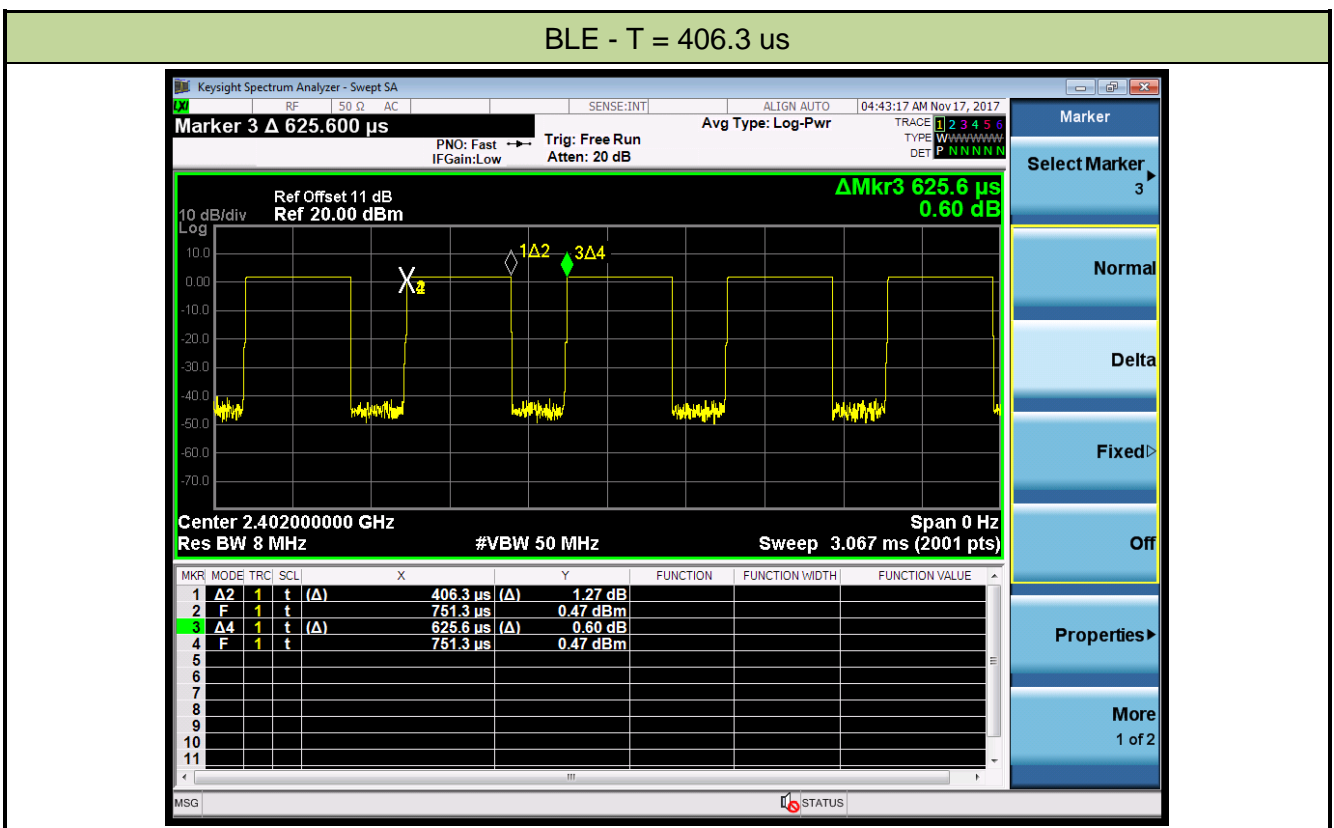 BLE - T = 406.3 us
Keysight Spectrum Analyzer - Swept SA
LXI RF 50 Ω AC SENSE:INT ALIGN AUTO 04:43:17 AM Nov 17, 2017
Marker 3 Δ 625.600 µs
PNO: Fast
IFGain:Low
Trig: Free Run
Atten: 20 dB
Avg Type: Log-Pwr
TRACE 1 2 3 4 5 6
TYPE WWWWWW
DET P N N N N N
ΔMkr3 625.6 µs
0.60 dB
Ref Offset 11 dB
10 dB/div Ref 20.00 dBm
Log
10.0
0.00
-10.0
-20.0
-30.0
-40.0
-50.0
-60.0
-70.0
1Δ2
3Δ4
Center 2.402000000 GHz Span 0 Hz
Res BW 8 MHz #VBW 50 MHz Sweep 3.067 ms (2001 pts)
MKR MODE TRC SCL X Y FUNCTION FUNCTION WIDTH FUNCTION VALUE
1 Δ2 1 t (Δ) 406.3 µs (Δ) 1.27 dB
2 F 1 t 751.3 µs 0.47 dBm
3 Δ4 1 t (Δ) 625.6 µs (Δ) 0.60 dB
4 F 1 t 751.3 µs 0.47 dBm
5
6
7
8
9
10
11
MSG STATUS
Marker
Select Marker
3
Normal
Delta
Fixed
Off
Properties
More
1 of 2